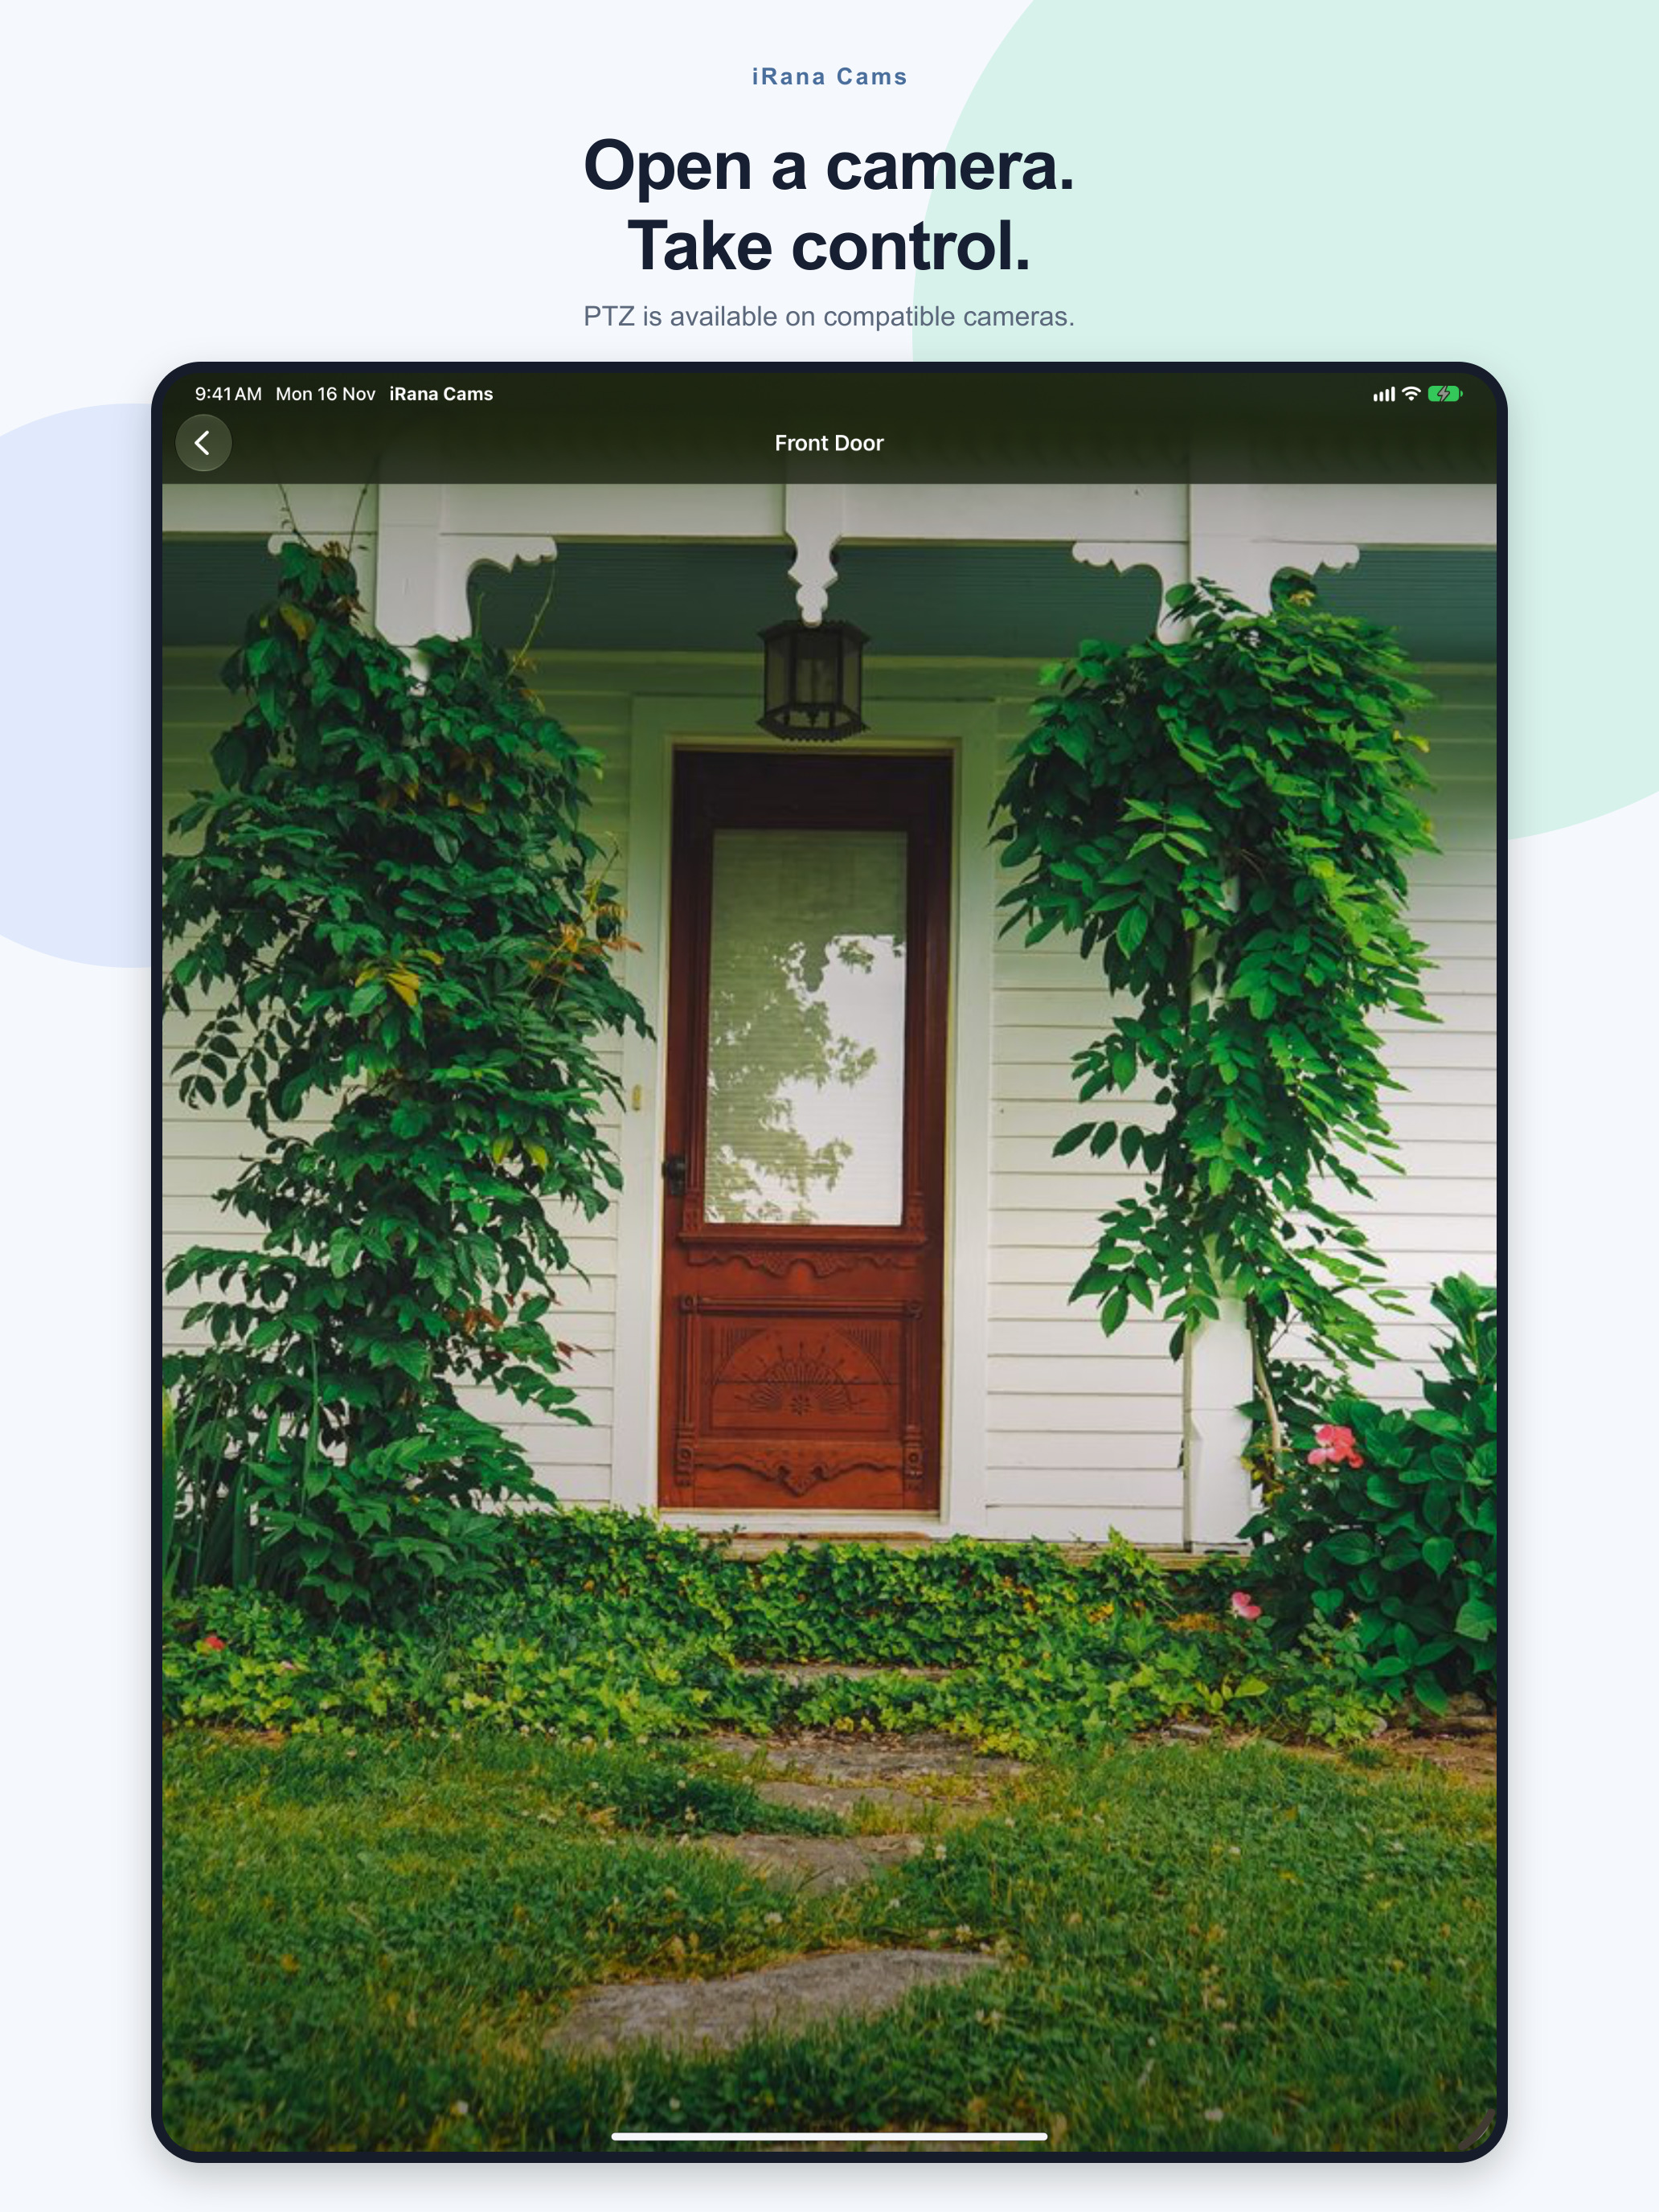 iRana Cams
Open a camera.
Take control.
PTZ is available on compatible cameras.
9:41 AM Mon 16 Nov iRana Cams
Front Door